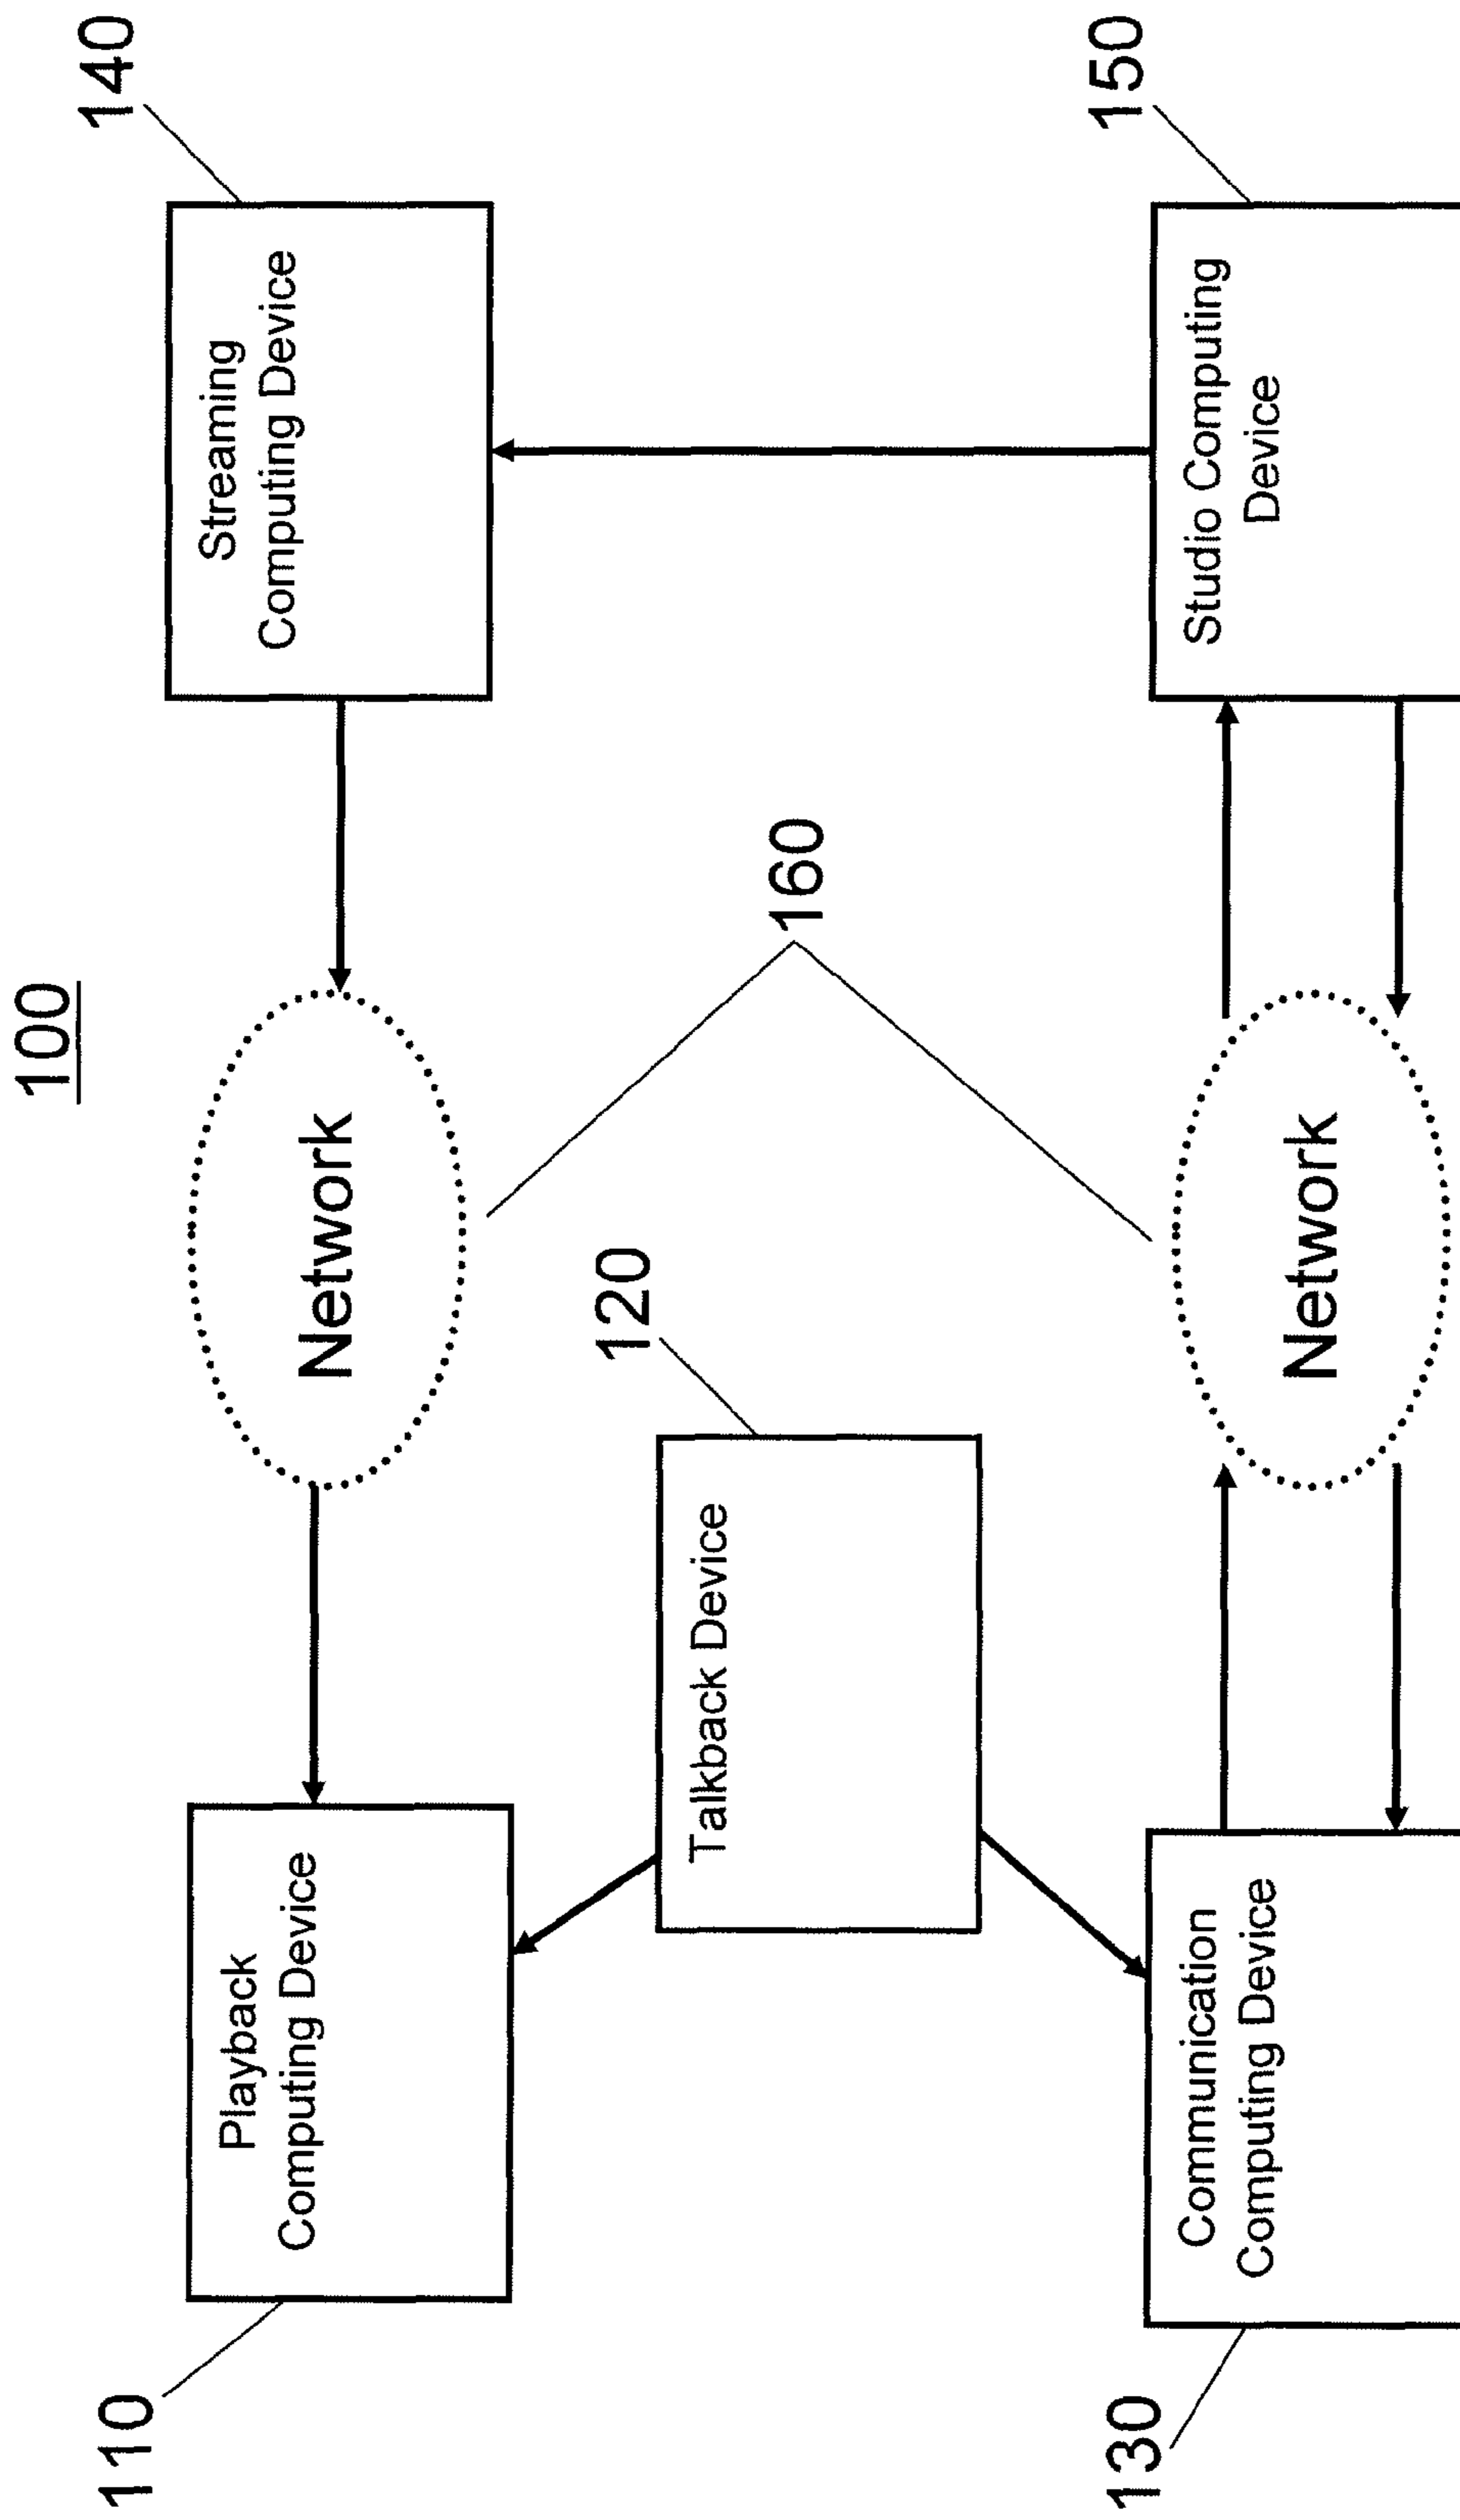 100
110
Playback
Computing Device
Network
Streaming
Computing Device
140
120
Talkback Device
160
130
Communication
Computing Device
Network
Studio Computing
Device
150